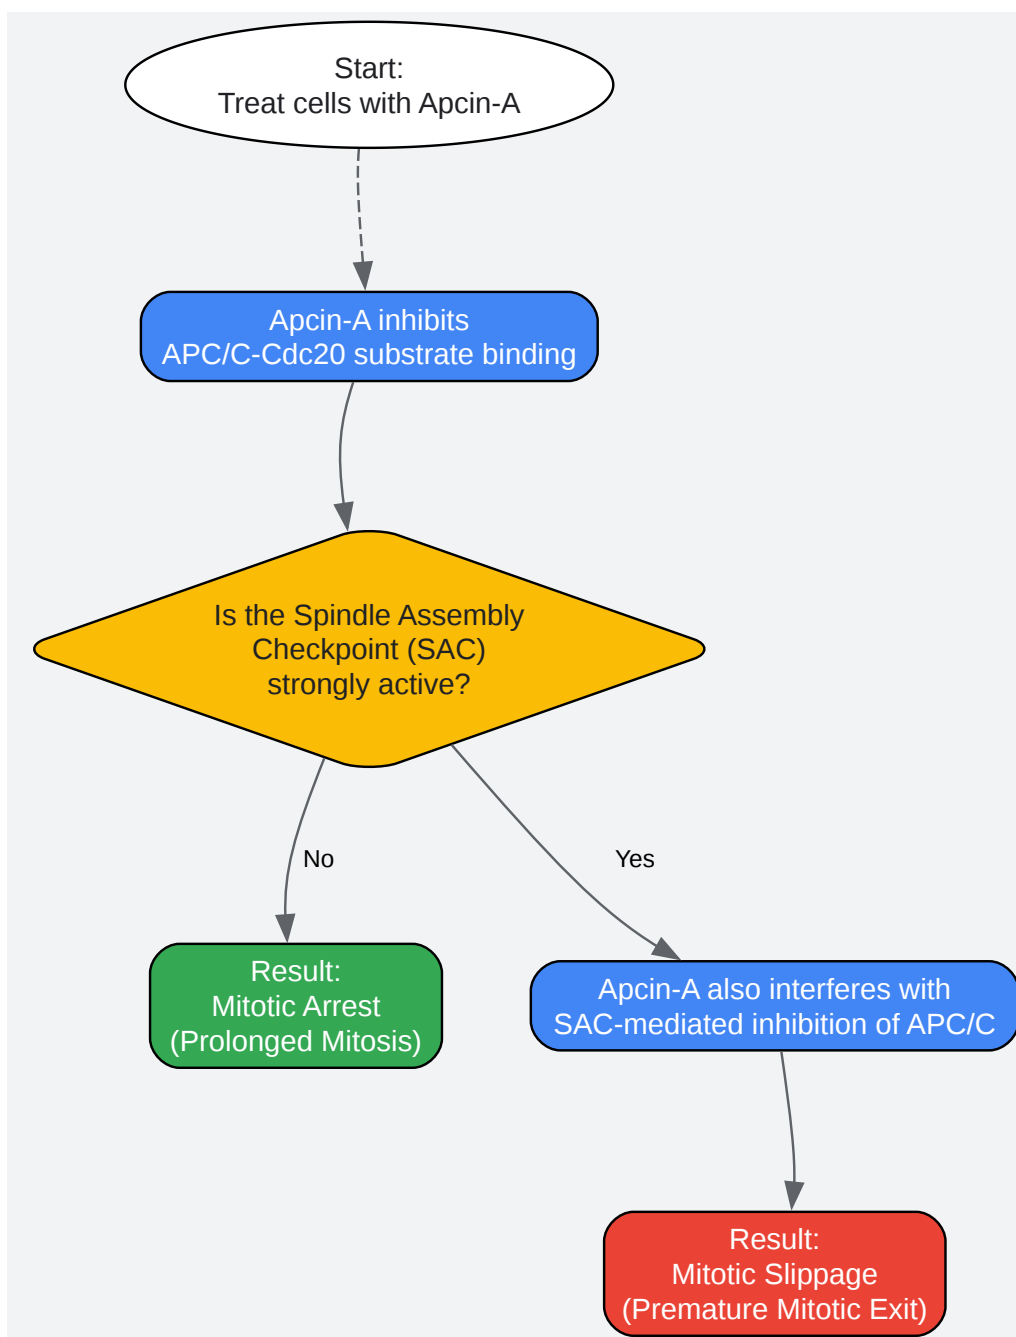 Start:
Treat cells with Apcin-A
Apcin-A inhibits
APC/C-Cdc20 substrate binding
Is the Spindle Assembly
Checkpoint (SAC)
strongly active?
No
Yes
Result:
Mitotic Arrest
(Prolonged Mitosis)
Apcin-A also interferes with
SAC-mediated inhibition of APC/C
Result:
Mitotic Slippage
(Premature Mitotic Exit)